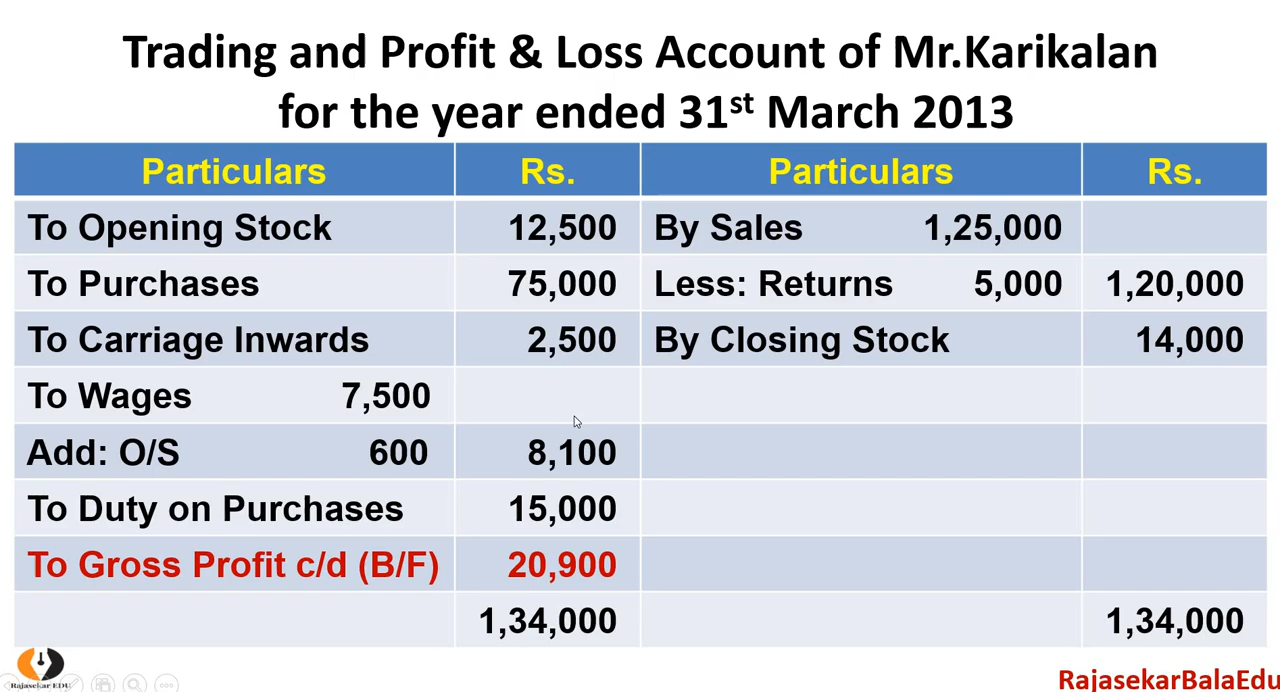 Trading and Profit & Loss Account of Mr.Karikalan
for the year ended 31st March 2013
Particulars Rs. Particulars Rs.
To Opening Stock 12,500 By Sales 1,25,000
To Purchases 75,000 Less: Returns 5,000 1,20,000
To Carriage Inwards 2,500 By Closing Stock 14,000
To Wages 7,500
Add: O/S 600 8,100
To Duty on Purchases 15,000
To Gross Profit c/d (B/F) 20,900
1,34,000 1,34,000
Rajasekar EDU
RajasekarBalaEdu